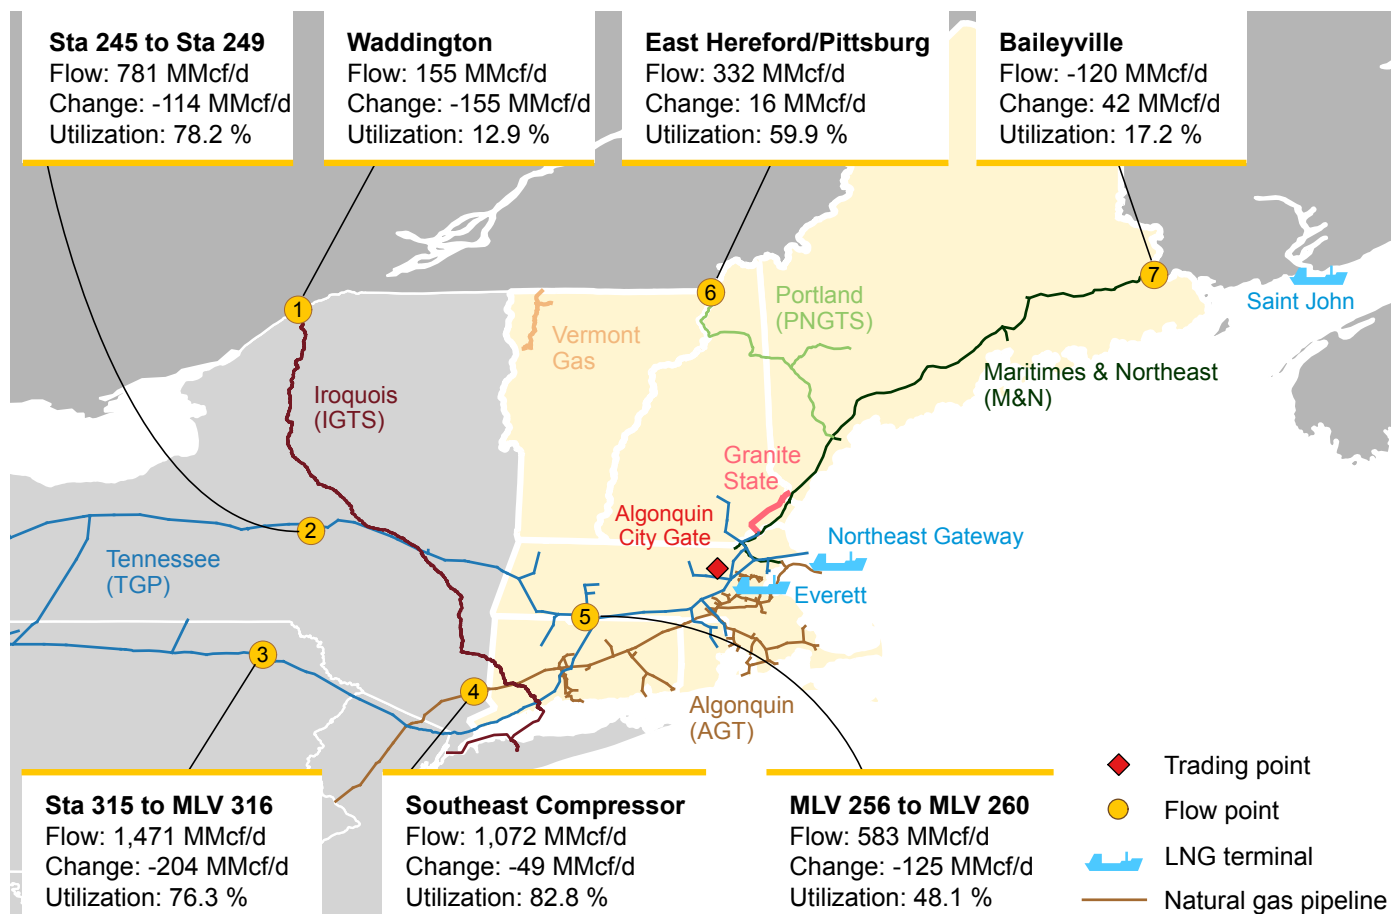 Sta 245 to Sta 249
Flow: 781 MMcf/d
Change: -114 MMcf/d
Utilization: 78.2 %
Waddington
Flow: 155 MMcf/d
Change: -155 MMcf/d
Utilization: 12.9 %
East Hereford/Pittsburg
Flow: 332 MMcf/d
Change: 16 MMcf/d
Utilization: 59.9 %
Baileyville
Flow: -120 MMcf/d
Change: 42 MMcf/d
Utilization: 17.2 %
7
6
1
Saint John
Portland
(PNGTS)
Vermont
Gas
Maritimes & Northeast
(M&N)
Iroquois
(IGTS)
Granite
State
Algonquin
City Gate
2
Northeast Gateway
Tennessee
(TGP)
Everett
5
3
4
Algonquin
(AGT)
Sta 315 to MLV 316
Flow: 1,471 MMcf/d
Change: -204 MMcf/d
Utilization: 76.3 %
Southeast Compressor
Flow: 1,072 MMcf/d
Change: -49 MMcf/d
Utilization: 82.8 %
MLV 256 to MLV 260
Flow: 583 MMcf/d
Change: -125 MMcf/d
Utilization: 48.1 %
Trading point
Flow point
LNG terminal
Natural gas pipeline